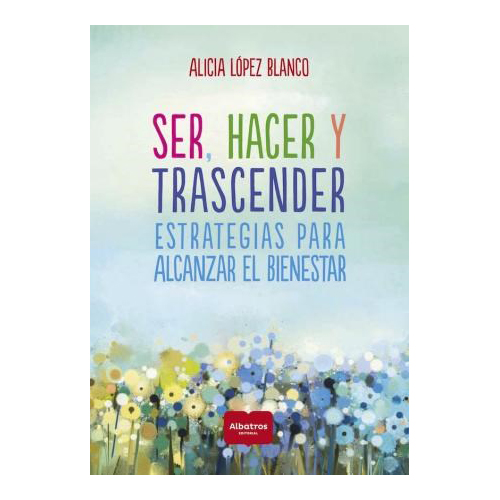 ALICIA LÓPEZ BLANCO
SER, HACER Y
TRASCENDER
ESTRATEGIAS PARA
ALCANZAR EL BIENESTAR
Albatros
EDITORIAL